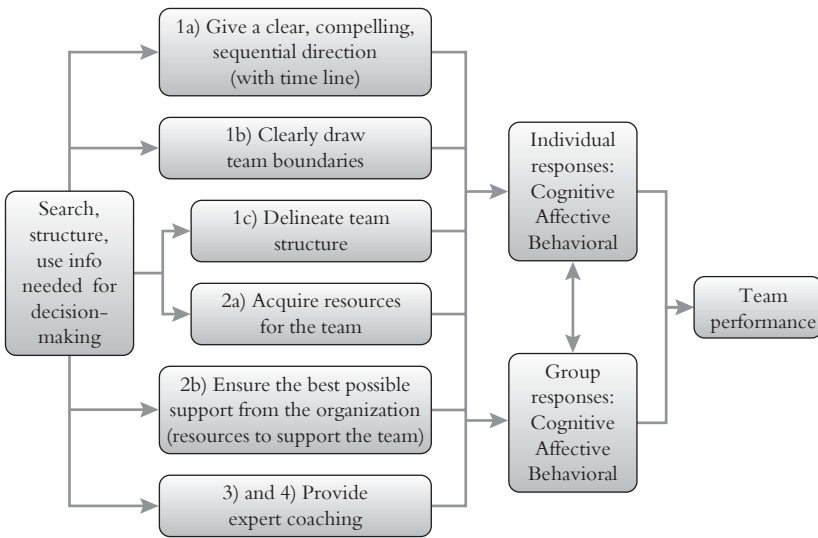 Search,
structure,
use info
needed for
decision-
making
1a) Give a clear, compelling,
sequential direction
(with time line)
1b) Clearly draw
team boundaries
1c) Delineate team
structure
2a) Acquire resources
for the team
2b) Ensure the best possible
support from the organization
(resources to support the team)
3) and 4) Provide
expert coaching
Individual
responses:
Cognitive
Affective
Behavioral
Group
responses:
Cognitive
Affective
Behavioral
Team
performance